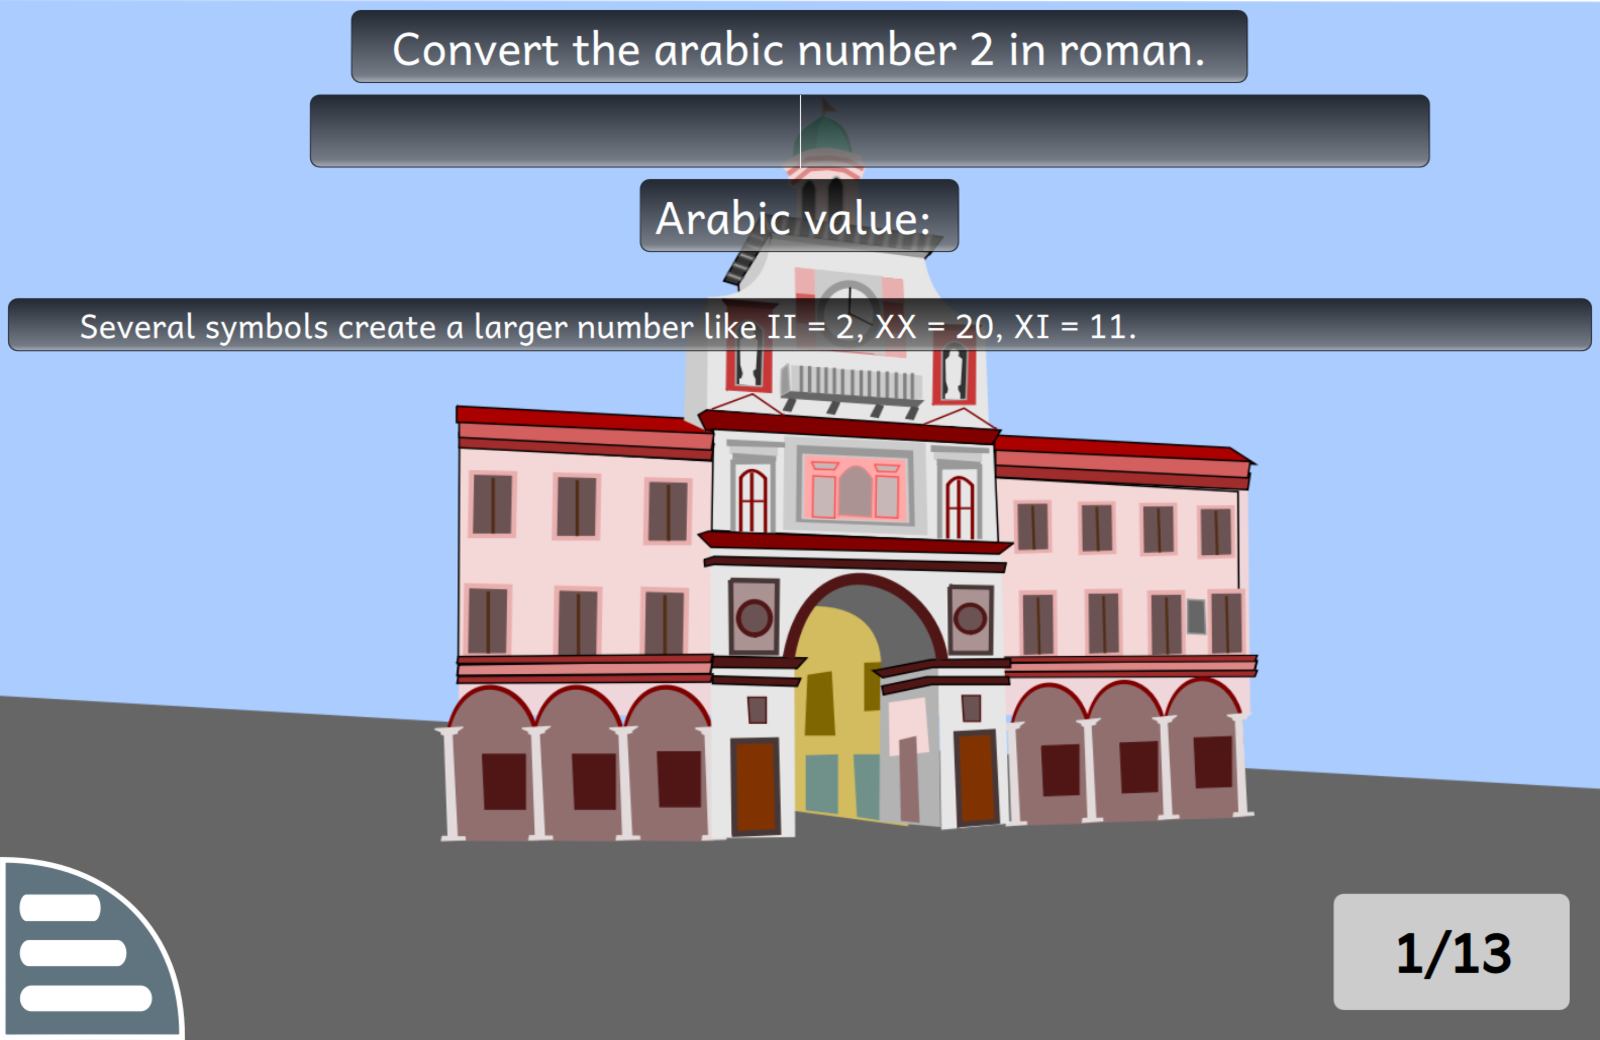 Convert the arabic number 2 in roman.
Arabic value:
Several symbols create a larger number like II = 2, XX = 20, XI = 11.
1/13